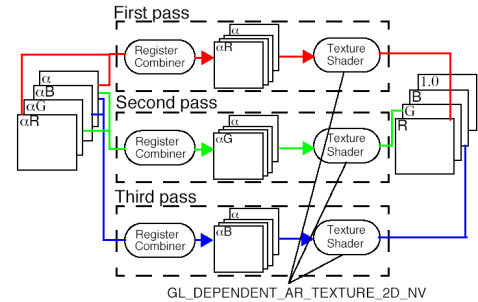 First pass
Register
Combiner
α
αR
Texture
Shader
α
αB
αG
αR
1.0
B
G
R
Second pass
Register
Combiner
α
αG
Texture
Shader
Third pass
Register
Combiner
α
αB
Texture
Shader
GL_DEPENDENT_AR_TEXTURE_2D_NV